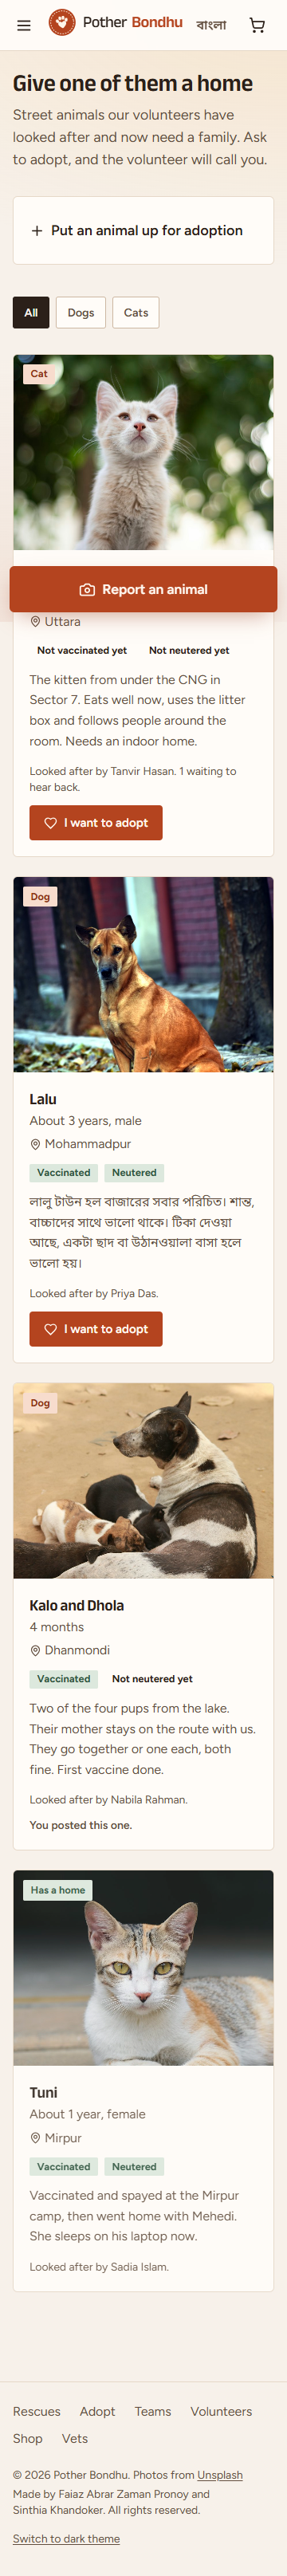 Pother Bondhu
বাংলা
Give one of them a home
Street animals our volunteers have
looked after and now need a family. Ask
to adopt, and the volunteer will call you.
Put an animal up for adoption
All
Dogs
Cats
Cat
Report an animal
Uttara
Not vaccinated yet
Not neutered yet
The kitten from under the CNG in
Sector 7. Eats well now, uses the litter
box and follows people around the
room. Needs an indoor home.
Looked after by Tanvir Hasan. 1 waiting to
hear back.
I want to adopt
Dog
Lalu
About 3 years, male
Mohammadpur
Vaccinated
Neutered
লালু টাউন হল বাজারের সবার পরিচিত। শান্ত,
বাচ্চাদের সাথে ভালো থাকে। টিকা দেওয়া
আছে, একটা ছাদ বা উঠানওয়ালা বাসা হলে
ভালো হয়।
Looked after by Priya Das.
I want to adopt
Dog
Kalo and Dhola
4 months
Dhanmondi
Vaccinated
Not neutered yet
Two of the four pups from the lake.
Their mother stays on the route with us.
They go together or one each, both
fine. First vaccine done.
Looked after by Nabila Rahman.
You posted this one.
Has a home
Tuni
About 1 year, female
Mirpur
Vaccinated
Neutered
Vaccinated and spayed at the Mirpur
camp, then went home with Mehedi.
She sleeps on his laptop now.
Looked after by Sadia Islam.
Rescues
Adopt
Teams
Volunteers
Shop
Vets
© 2026 Pother Bondhu. Photos from Unsplash
Made by Faiaz Abrar Zaman Pronoy and
Sinthia Khandoker. All rights reserved.
Switch to dark theme